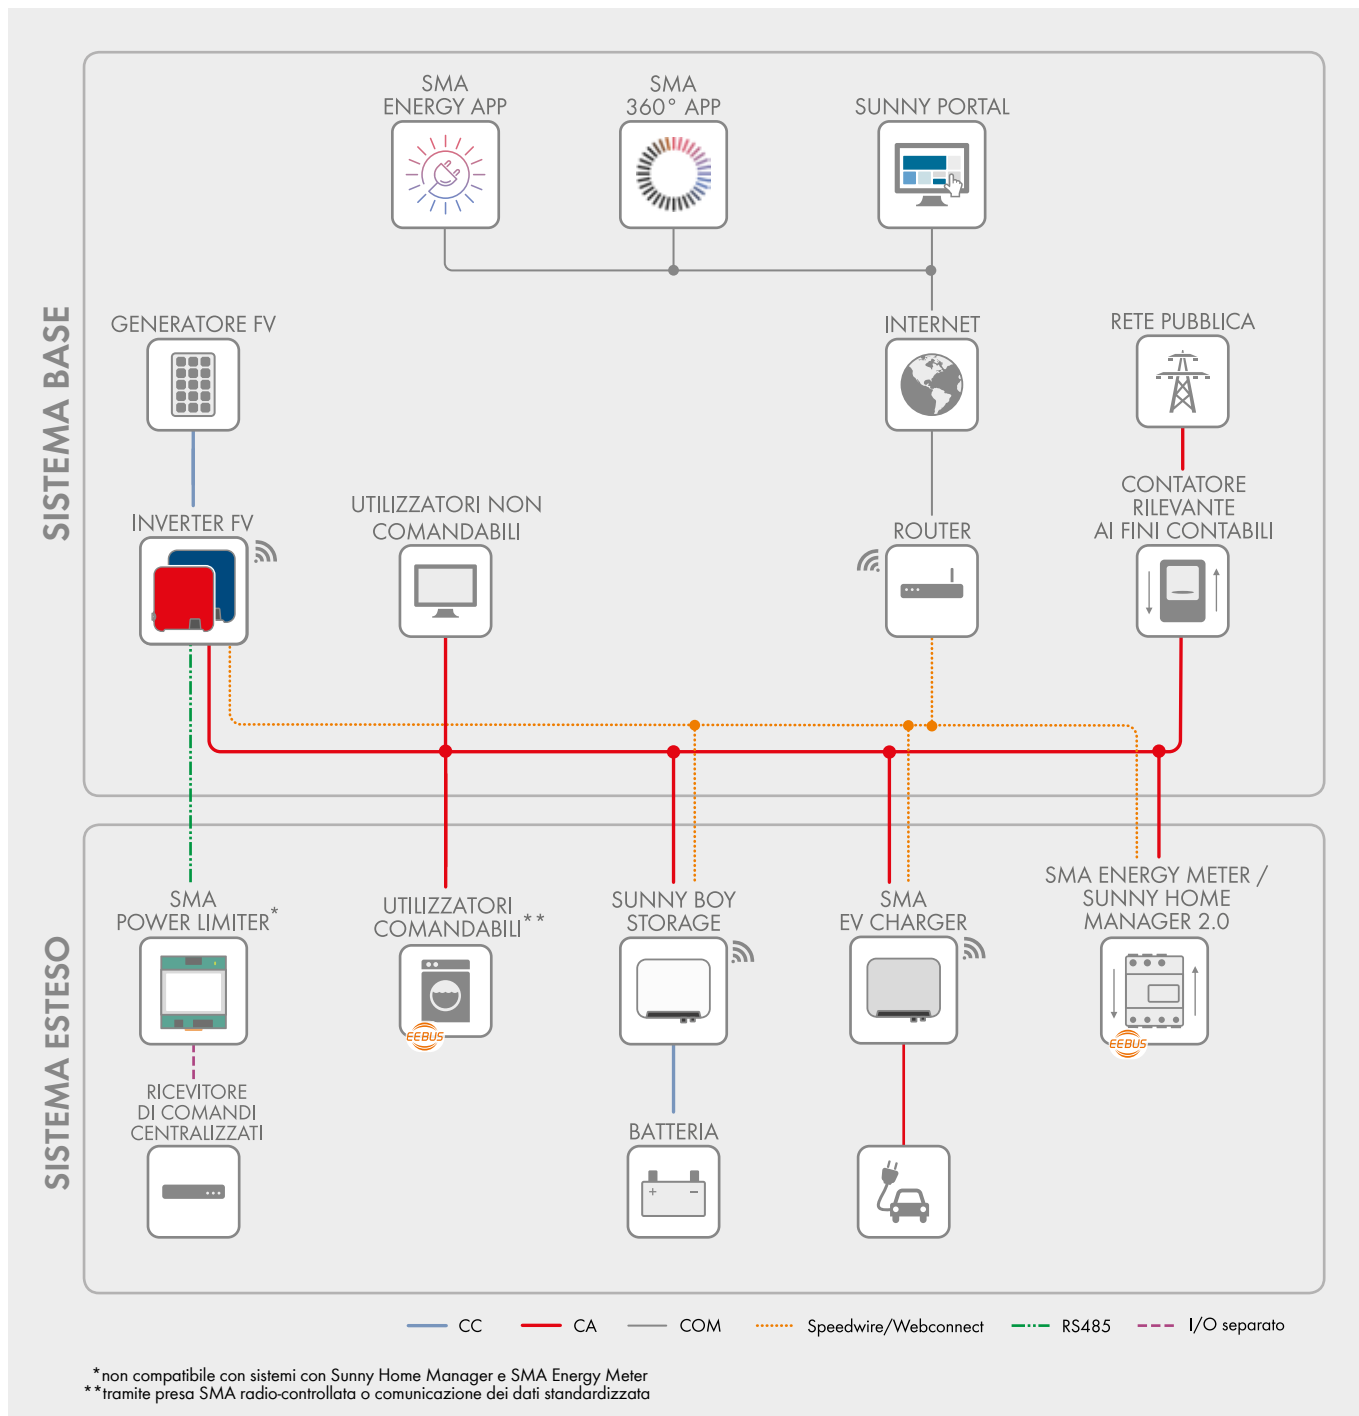 SMA
ENERGY APP
SMA
360° APP
SUNNY PORTAL
SISTEMA BASE
GENERATORE FV
INTERNET
RETE PUBBLICA
INVERTER FV
UTILIZZATORI NON
COMANDABILI
ROUTER
CONTATORE
RILEVANTE
AI FINI CONTABILI
SISTEMA ESTESO
SMA
POWER LIMITER*
UTILIZZATORI
COMANDABILI**
EEBUS
SUNNY BOY
STORAGE
SMA
EV CHARGER
SMA ENERGY METER /
SUNNY HOME
MANAGER 2.0
EEBUS
RICEVITORE
DI COMANDI
CENTRALIZZATI
BATTERIA
+ −
CC
CA
COM
Speedwire/Webconnect
RS485
I/O separato
*non compatibile con sistemi con Sunny Home Manager e SMA Energy Meter
**tramite presa SMA radio-controllata o comunicazione dei dati standardizzata